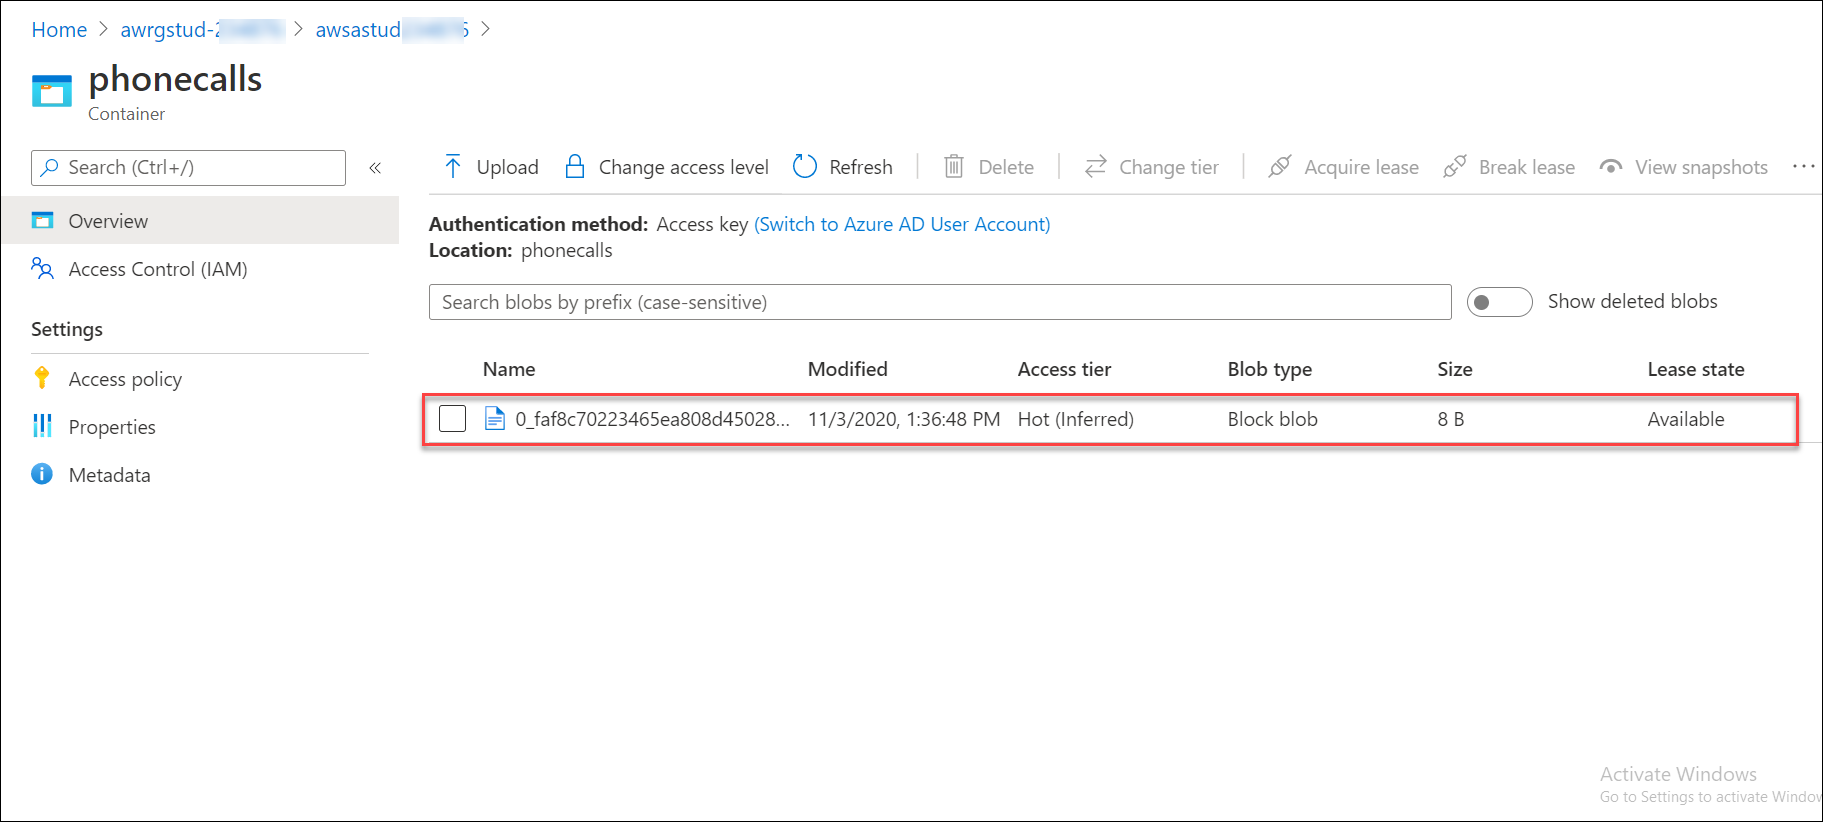 Home > awrgstud- > awsastud >
phonecalls
Container
Search (Ctrl+/) «
Upload Change access level Refresh Delete Change tier Acquire lease Break lease View snapshots ...
Overview
Access Control (IAM)
Settings
Access policy
Properties
Metadata
Authentication method: Access key (Switch to Azure AD User Account)
Location: phonecalls
Search blobs by prefix (case-sensitive) Show deleted blobs
Name Modified Access tier Blob type Size Lease state
0_faf8c70223465ea808d45028... 11/3/2020, 1:36:48 PM Hot (Inferred) Block blob 8 B Available
Activate Windows
Go to Settings to activate Window